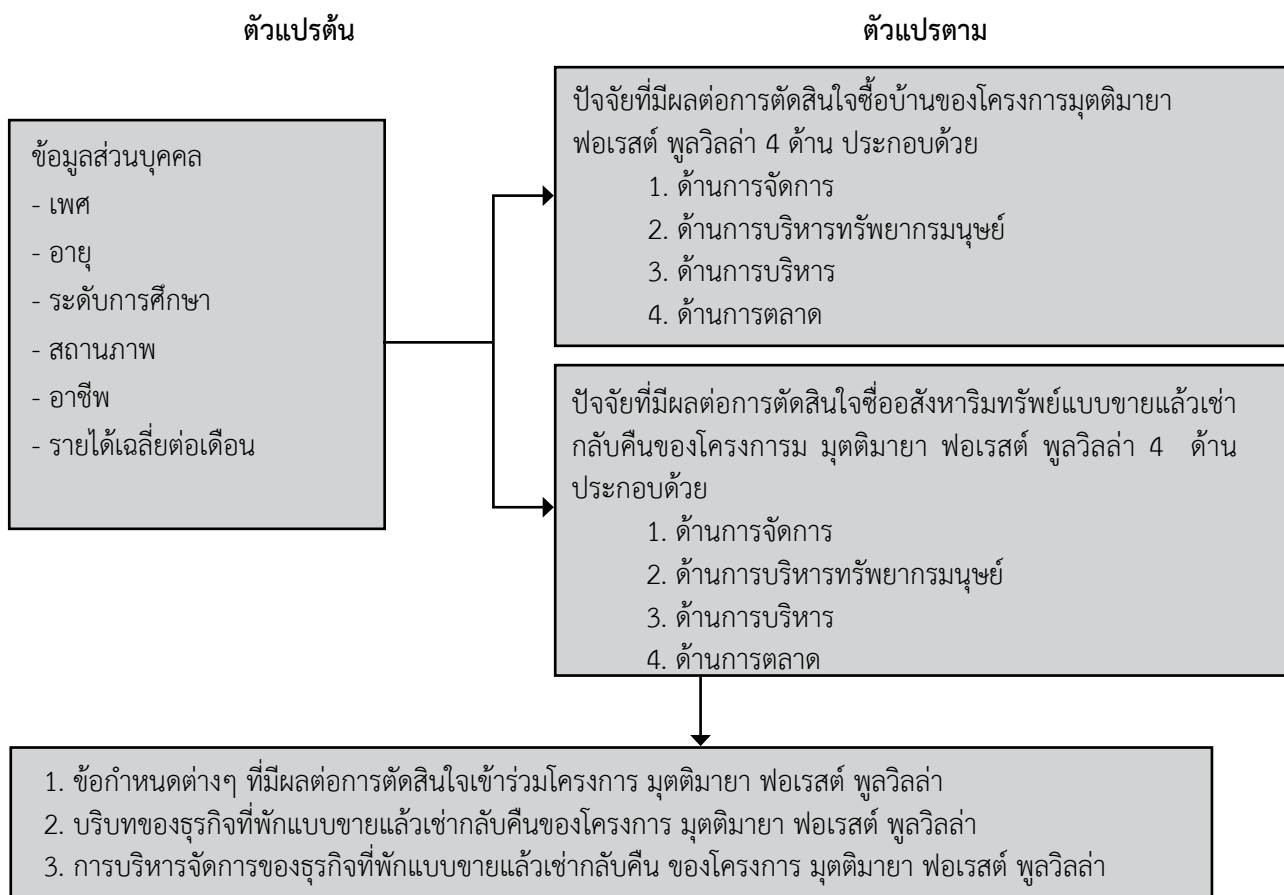 ตัวแปรต้น
ตัวแปรตาม
ข้อมูลส่วนบุคคล
- เพศ
- อายุ
- ระดับการศึกษา
- สถานภาพ
- อาชีพ
- รายได้เฉลี่ยต่อเดือน
ปัจจัยที่มีผลต่อการตัดสินใจซื้อบ้านของโครงการมุตติมายา
ฟอเรสต์ พูลวิลล่า 4 ด้าน ประกอบด้วย
1. ด้านการจัดการ
2. ด้านการบริหารทรัพยากรมนุษย์
3. ด้านการบริหาร
4. ด้านการตลาด
ปัจจัยที่มีผลต่อการตัดสินใจซื่ออสังหาริมทรัพย์แบบขายแล้วเช่า
กลับคืนของโครงการม มุตติมายา ฟอเรสต์ พูลวิลล่า 4 ด้าน
ประกอบด้วย
1. ด้านการจัดการ
2. ด้านการบริหารทรัพยากรมนุษย์
3. ด้านการบริหาร
4. ด้านการตลาด
1. ข้อกำหนดต่างๆ ที่มีผลต่อการตัดสินใจเข้าร่วมโครงการ มุตติมายา ฟอเรสต์ พูลวิลล่า
2. บริบทของธุรกิจที่พักแบบขายแล้วเช่ากลับคืนของโครงการ มุตติมายา ฟอเรสต์ พูลวิลล่า
3. การบริหารจัดการของธุรกิจที่พักแบบขายแล้วเช่ากลับคืน ของโครงการ มุตติมายา ฟอเรสต์ พูลวิลล่า